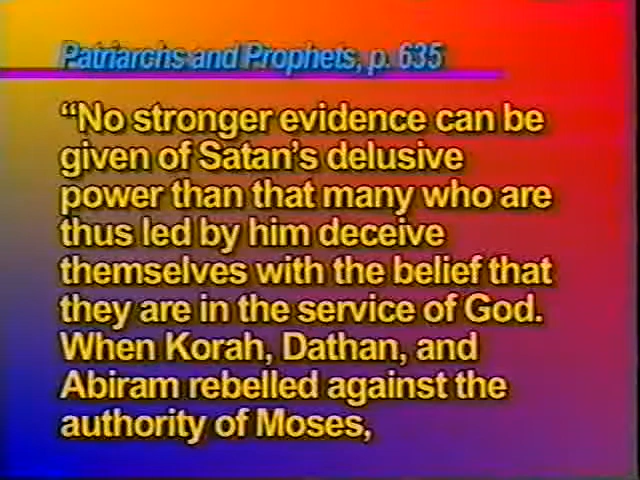 Patriarchs and Prophets, p. 635
“No stronger evidence can be
given of Satan’s delusive
power than that many who are
thus led by him deceive
themselves with the belief that
they are in the service of God.
When Korah, Dathan, and
Abiram rebelled against the
authority of Moses,